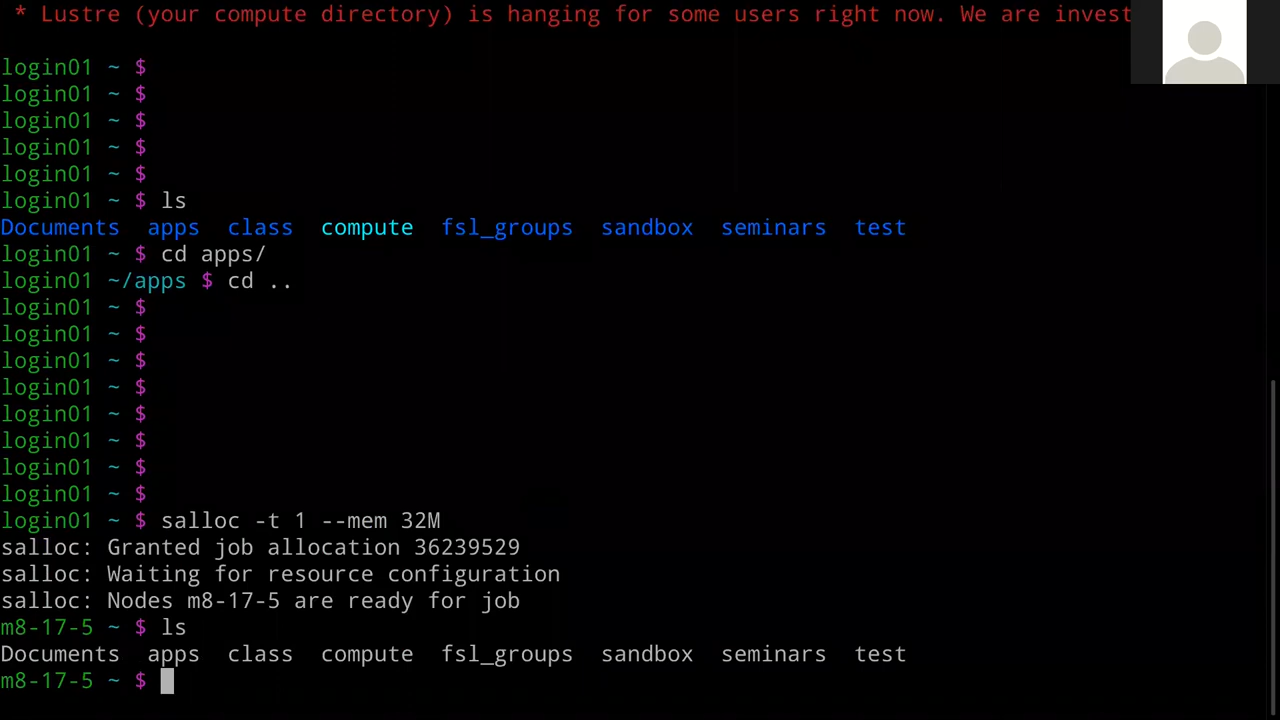 * Lustre (your compute directory) is hanging for some users right now. We are invest
login01 ~ $
login01 ~ $
login01 ~ $
login01 ~ $
login01 ~ $
login01 ~ $ ls
Documents apps class compute fsl_groups sandbox seminars test
login01 ~ $ cd apps/
login01 ~/apps $ cd ..
login01 ~ $
login01 ~ $
login01 ~ $
login01 ~ $
login01 ~ $
login01 ~ $
login01 ~ $
login01 ~ $
login01 ~ $ salloc -t 1 --mem 32M
salloc: Granted job allocation 36239529
salloc: Waiting for resource configuration
salloc: Nodes m8-17-5 are ready for job
m8-17-5 ~ $ ls
Documents apps class compute fsl_groups sandbox seminars test
m8-17-5 ~ $